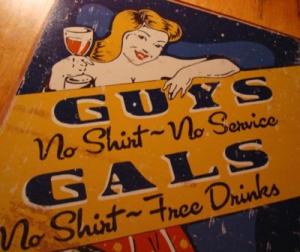 GUYS
No Shirt~No Service
GALS
No Shirt~Free Drinks